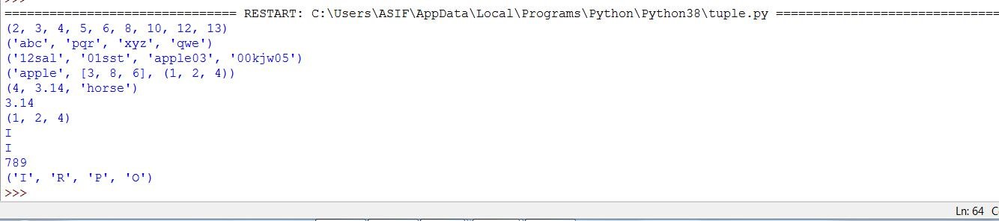 >>>
=============================== RESTART: C:\Users\ASIF\AppData\Local\Programs\Python\Python38\tuple.py ==============================
(2, 3, 4, 5, 6, 8, 10, 12, 13)
('abc', 'pqr', 'xyz', 'qwe')
('12sal', '01sst', 'apple03', '00kjw05')
('apple', [3, 8, 6], (1, 2, 4))
(4, 3.14, 'horse')
3.14
(1, 2, 4)
I
I
789
('I', 'R', 'P', 'O')
>>>
Ln: 64 C